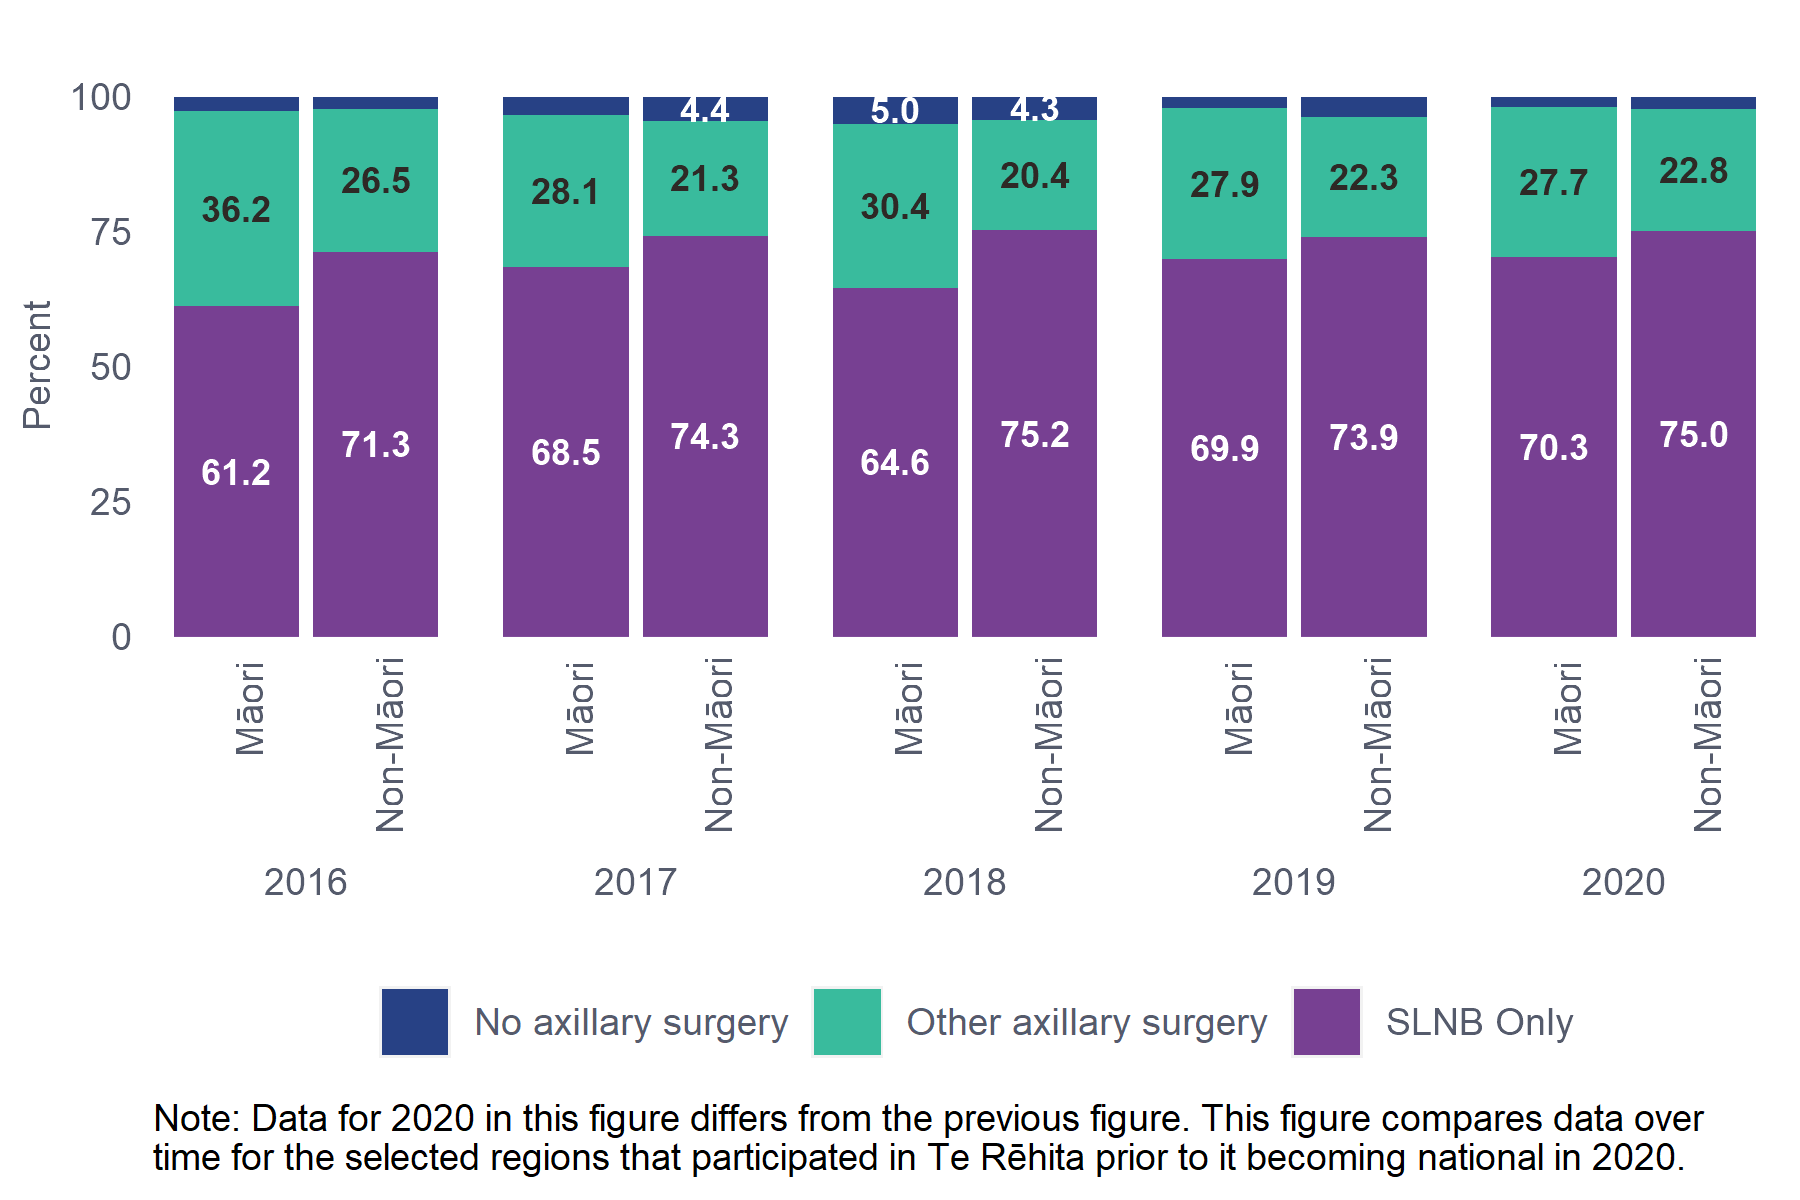 100
75
50
25
0
Percent
36.2
61.2
26.5
71.3
28.1
68.5
4.4
21.3
74.3
5.0
30.4
64.6
4.3
20.4
75.2
27.9
69.9
22.3
73.9
27.7
70.3
22.8
75.0
Māori
Non-Māori
Māori
Non-Māori
Māori
Non-Māori
Māori
Non-Māori
Māori
Non-Māori
2016
2017
2018
2019
2020
No axillary surgery
Other axillary surgery
SLNB Only
Note: Data for 2020 in this figure differs from the previous figure. This figure compares data over
time for the selected regions that participated in Te Rēhita prior to it becoming national in 2020.